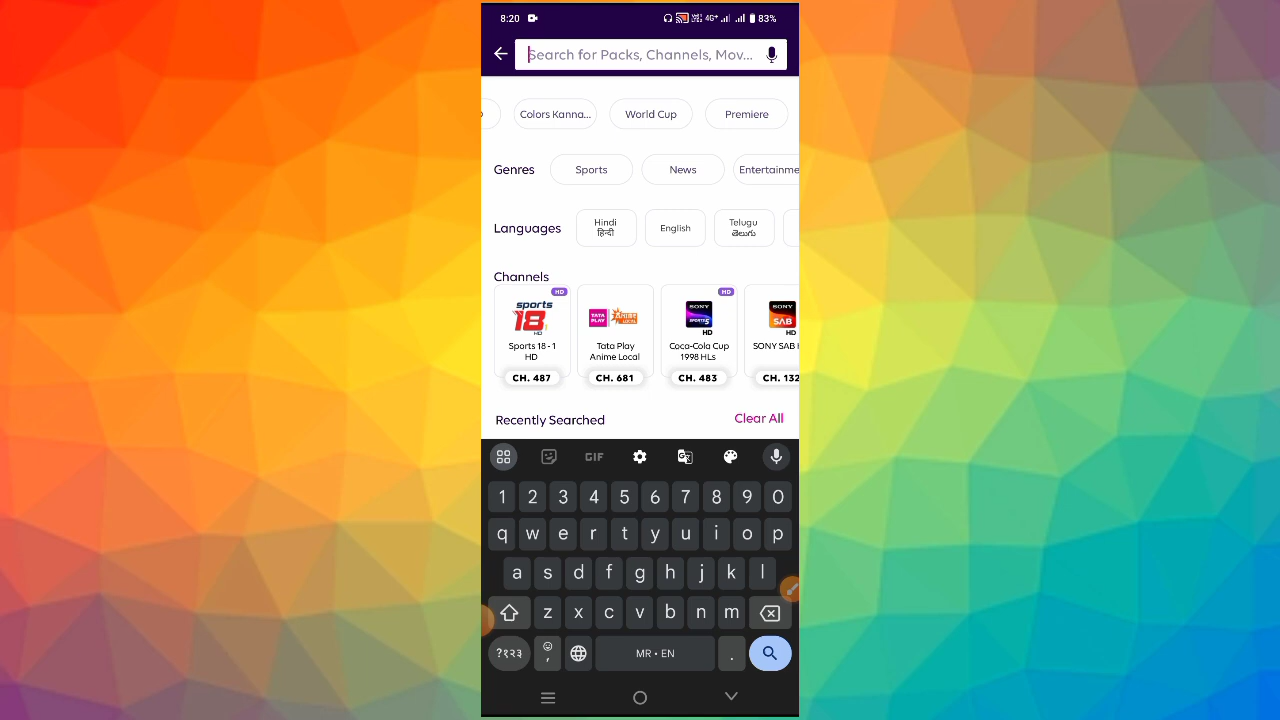 8:20 4G+ 83%
Search for Packs, Channels, Mov...
Colors Kanna... World Cup Premiere
Genres Sports News Entertainme
Languages Hindi हिन्दी English Telugu తెలుగు
Channels
HD HD
sports 18 HD TATA PLAY ANIME LOCAL SONY SPORTS 5 HD SONY SAB HD
Sports 18 - 1 HD Tata Play Anime Local Coca-Cola Cup 1998 HLs SONY SAB
CH. 487 CH. 681 CH. 483 CH. 132
Recently Searched Clear All
GIF
1 2 3 4 5 6 7 8 9 0
q w e r t y u i o p
a s d f g h j k l
z x c v b n m
?१२३ , MR • EN .